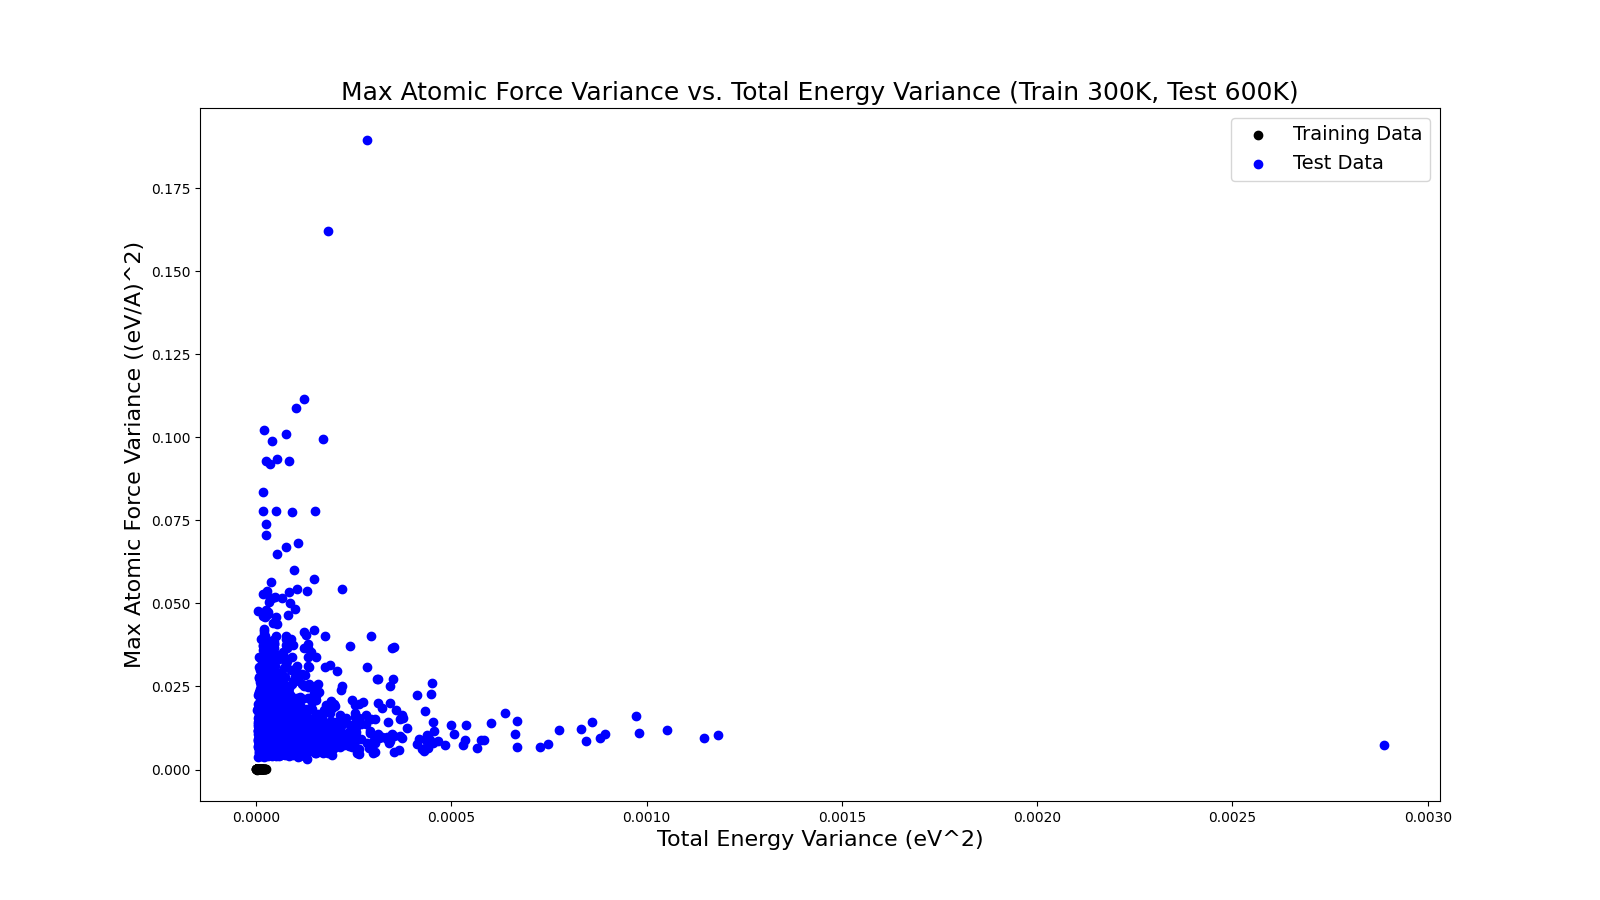 Max Atomic Force Variance vs. Total Energy Variance (Train 300K, Test 600K)
Training Data
Test Data
Max Atomic Force Variance ((eV/A)^2)
0.175
0.150
0.125
0.100
0.075
0.050
0.025
0.000
0.0000 0.0005 0.0010 0.0015 0.0020 0.0025 0.0030
Total Energy Variance (eV^2)